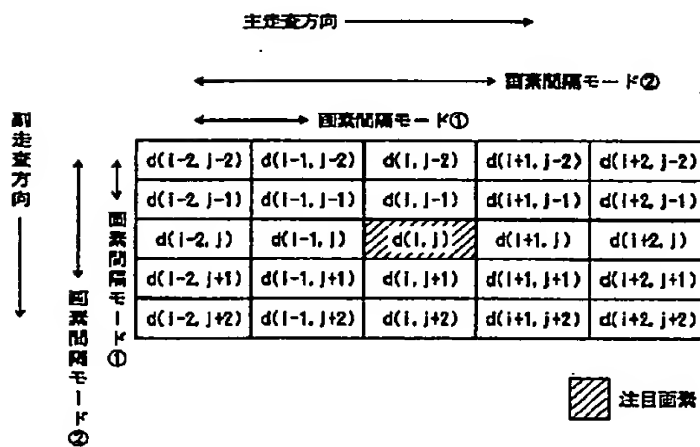 主走査方向
画素間隔モード②
画素間隔モード①
副走査方向
画素間隔モード①
画素間隔モード②
d(i-2, j-2) d(i-1, j-2) d(i, j-2) d(i+1, j-2) d(i+2, j-2)
d(i-2, j-1) d(i-1, j-1) d(i, j-1) d(i+1, j-1) d(i+2, j-1)
d(i-2, j) d(i-1, j) d(i, j) d(i+1, j) d(i+2, j)
d(i-2, j+1) d(i-1, j+1) d(i, j+1) d(i+1, j+1) d(i+2, j+1)
d(i-2, j+2) d(i-1, j+2) d(i, j+2) d(i+1, j+2) d(i+2, j+2)
注目画素